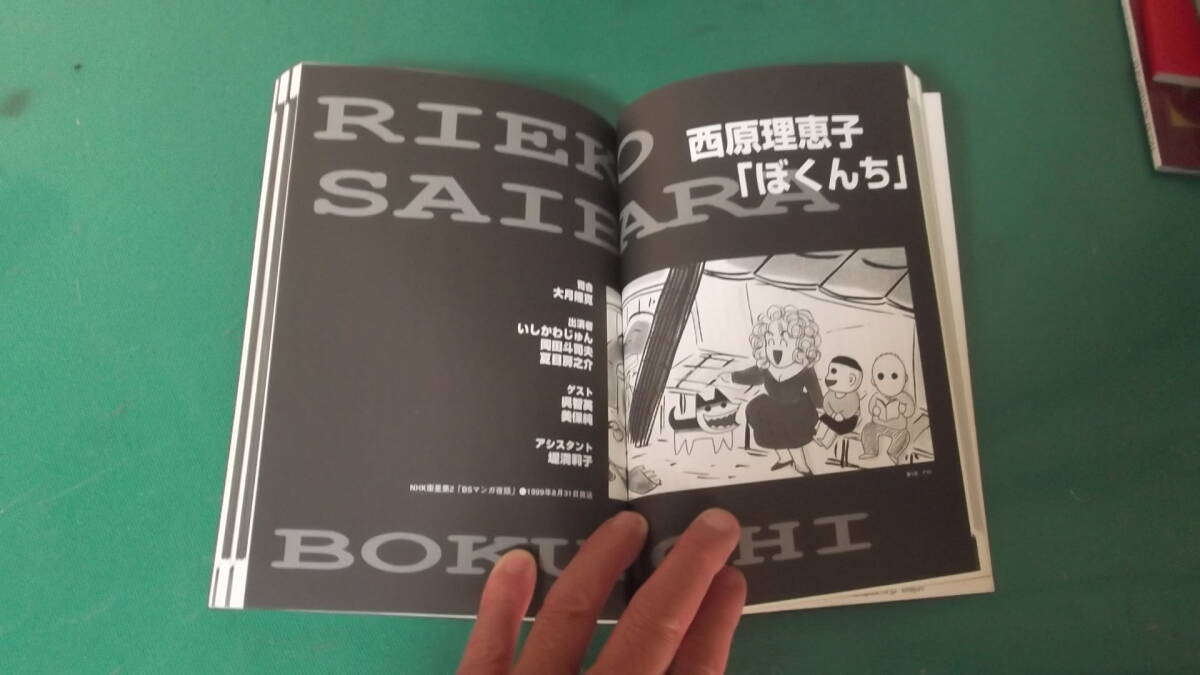 RIEKO
SAIBARA
西原理恵子
「ぼくんち」
司会
大月隆寛
出演者
いしかわじゅん
岡田斗司夫
夏目房之介
ゲスト
呉智英
アシスタント
NHK衛星第2「BSマンガ夜話」●1999年8月31日放送
BOKUNCHI